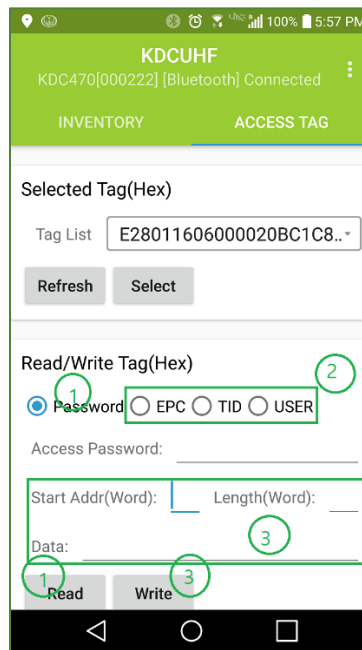 100% 5:57 PM
KDCUHF
KDC470[000222] [Bluetooth] Connected
INVENTORY ACCESS TAG
Selected Tag(Hex)
Tag List E28011606000020BC1C8..
Refresh Select
Read/Write Tag(Hex)
2
1
Password EPC TID USER
Access Password:
Start Addr(Word): Length(Word):
3
Data:
1 3
Read Write